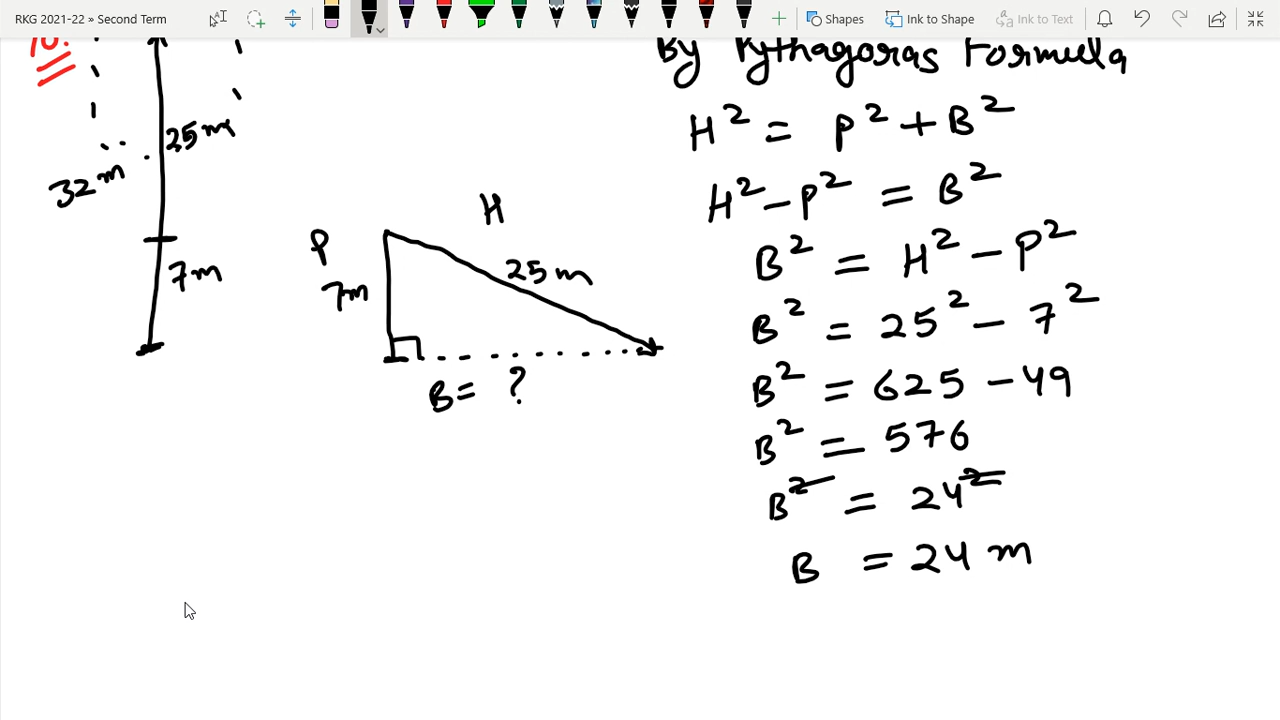 RKG 2021-22 » Second Term
Shapes
Ink to Shape
Ink to Text
10.
25m
32m
7m
P
7m
H
25m
B = ?
By Pythagoras Formula
H² = P² + B²
H² - P² = B²
B² = H² - P²
B² = 25² - 7²
B² = 625 - 49
B² = 576
B² = 24²
B = 24 m